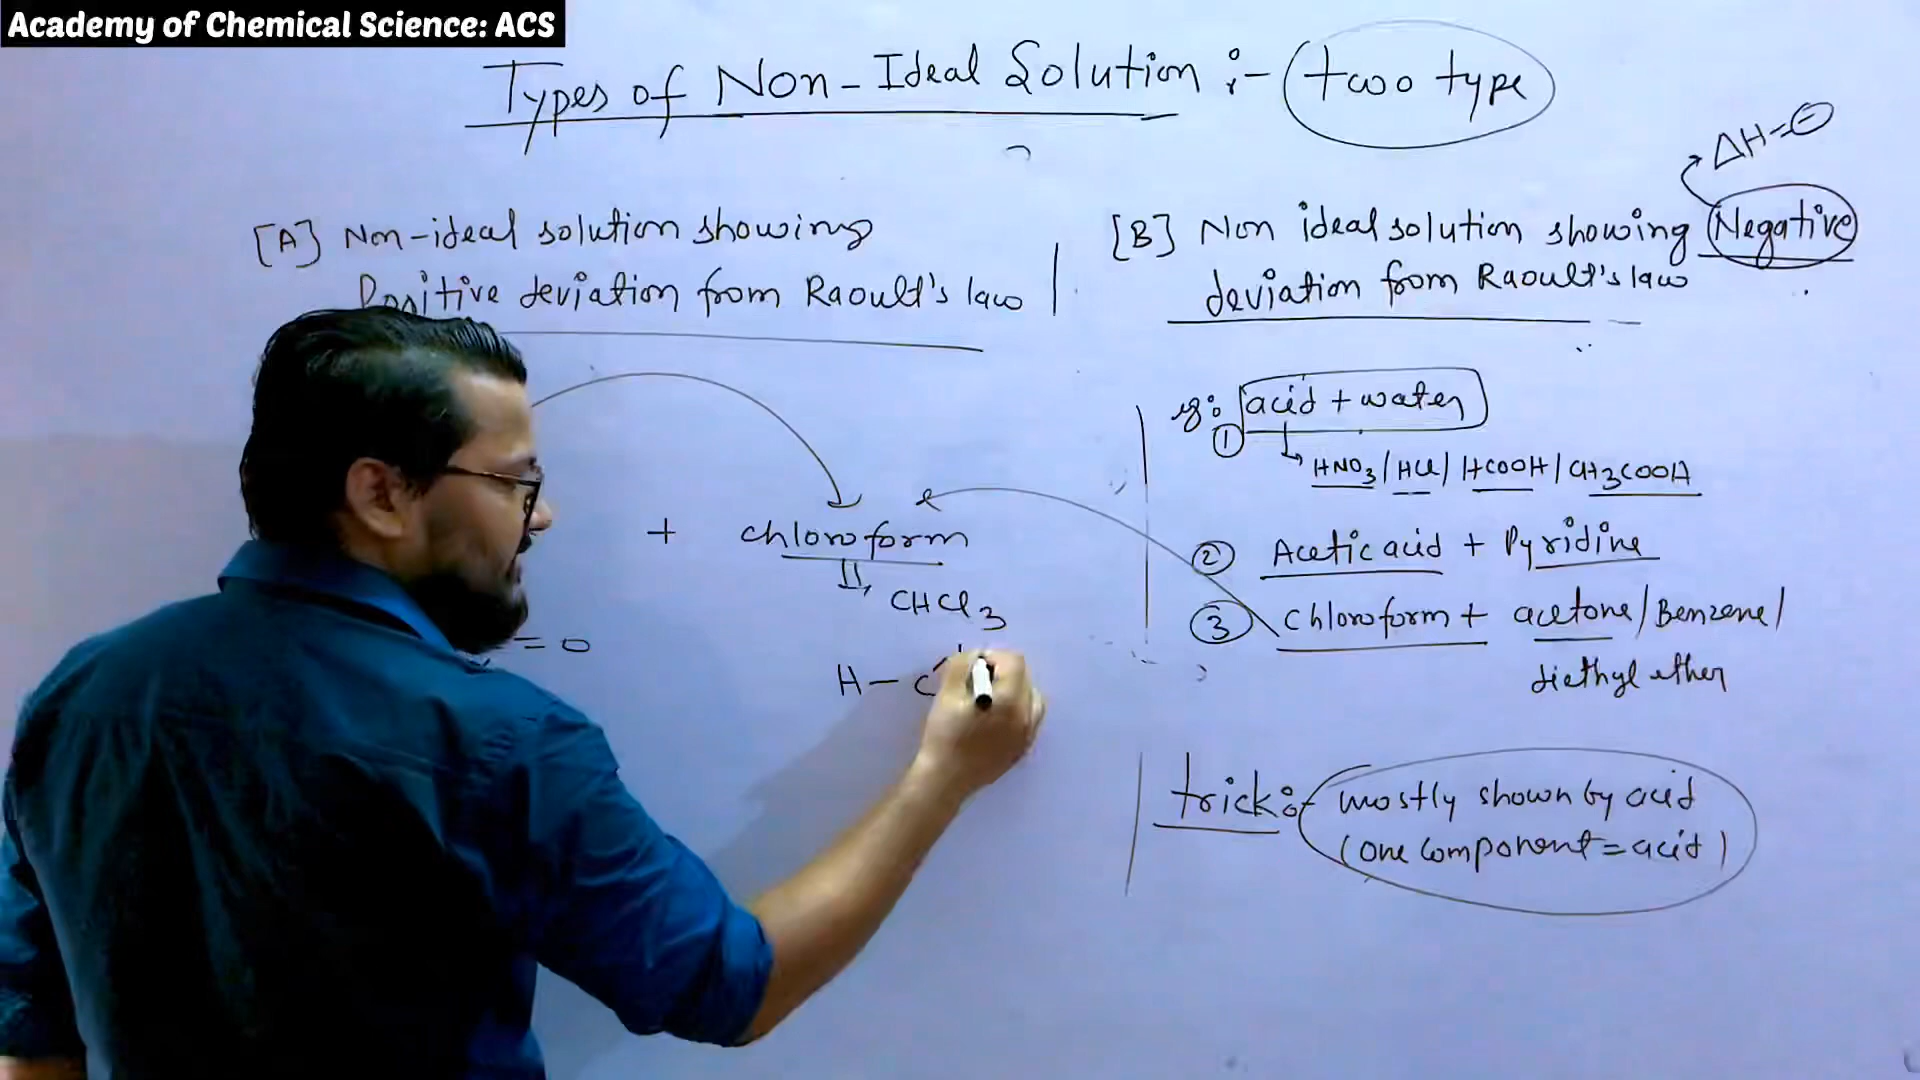 Academy of Chemical Science: ACS
Types of Non-Ideal Solution :- two type
ΔH=⊖
[A] Non-ideal solution showing
Positive deviation from Raoult's law
[B] Non ideal solution showing Negative
deviation from Raoult's law
+ chloroform
CHCl3
= 0
H - C
eg: acid + water
①
HNO3/HCl/HCOOH/CH3COOH
② Acetic acid + Pyridine
③ Chloroform + acetone/Benzene/
diethyl ether
trick:- mostly shown by acid
(one component = acid)